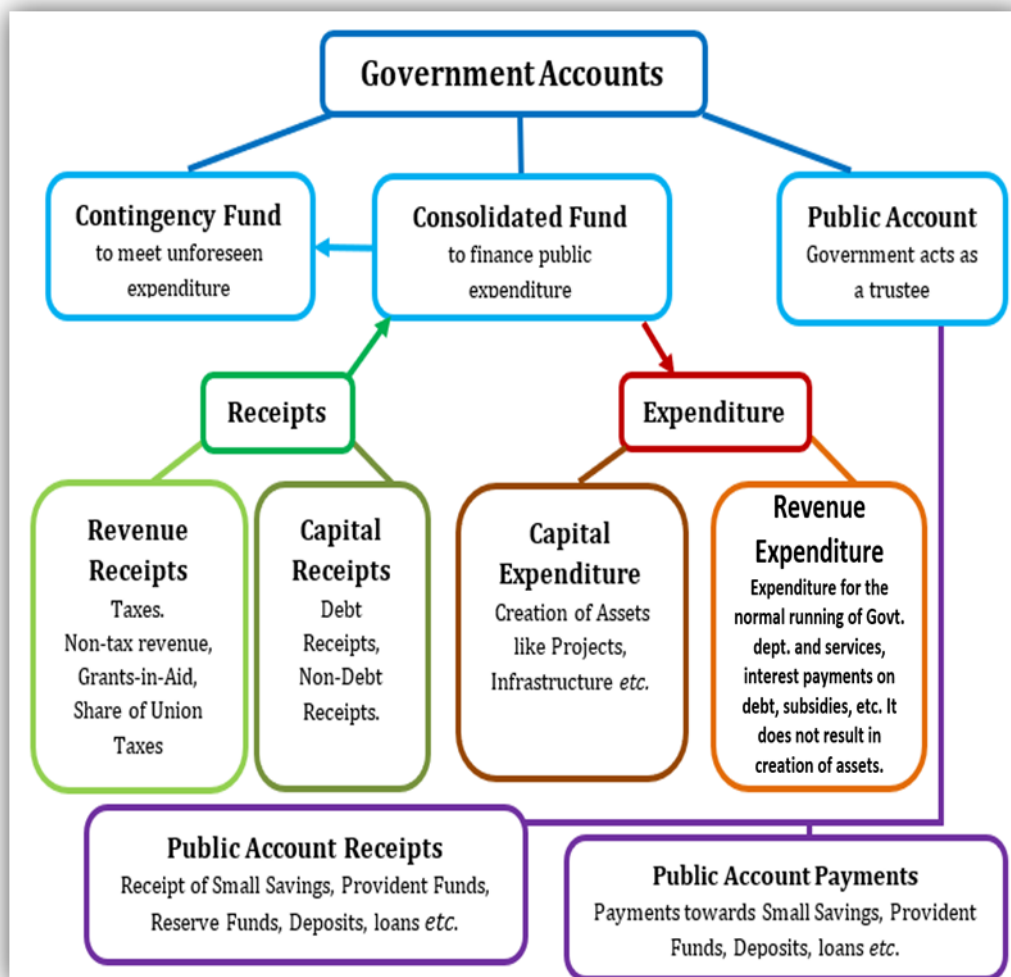 Government Accounts
Contingency Fund
to meet unforeseen
expenditure
Consolidated Fund
to finance public
expenditure
Public Account
Government acts as
a trustee
Receipts
Expenditure
Revenue
Receipts
Taxes.
Non-tax revenue,
Grants-in-Aid,
Share of Union
Taxes
Capital
Receipts
Debt
Receipts,
Non-Debt
Receipts.
Capital
Expenditure
Creation of Assets
like Projects,
Infrastructure etc.
Revenue
Expenditure
Expenditure for the
normal running of Govt.
dept. and services,
interest payments on
debt, subsidies, etc. It
does not result in
creation of assets.
Public Account Receipts
Receipt of Small Savings, Provident Funds,
Reserve Funds, Deposits, loans etc.
Public Account Payments
Payments towards Small Savings, Provident
Funds, Deposits, loans etc.